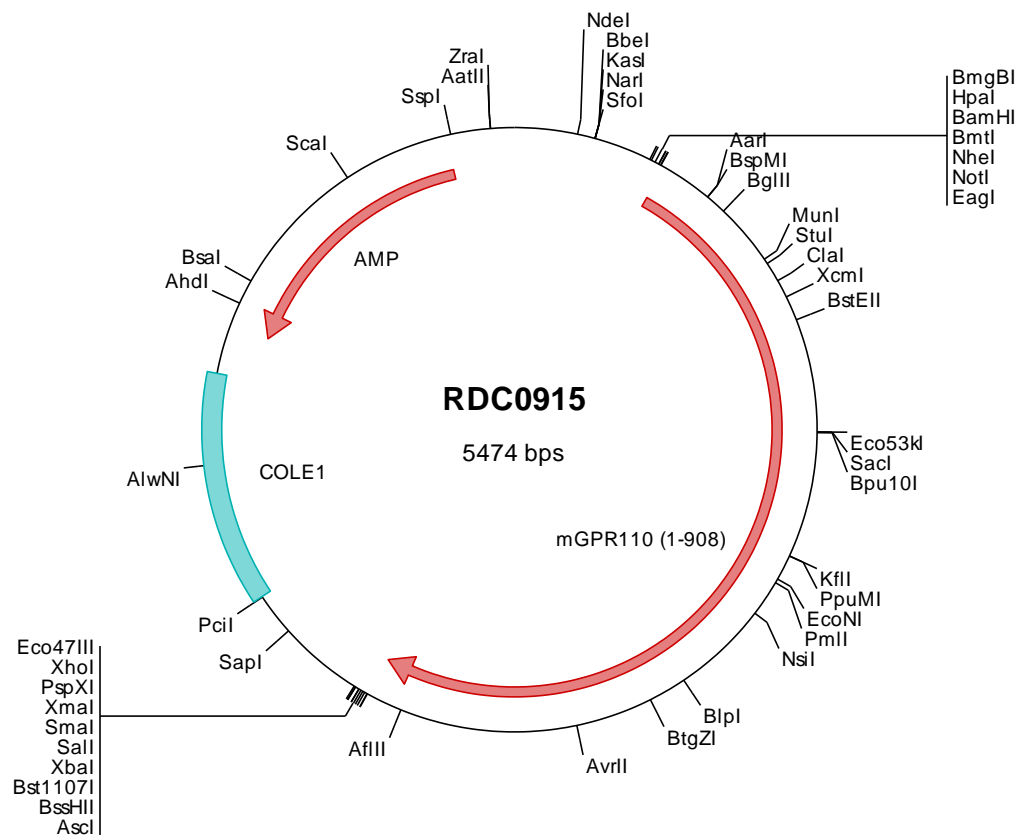 NdeI
BbeI
KasI
NarI
SfoI
ZraI
AatII
SspI
ScaI
BsaI
AhdI
AMP
BmgBI
HpaI
BamHI
BmtI
NheI
NotI
EagI
AarI
BspMI
BglII
MunI
StuI
ClaI
XcmI
BstEII
RDC0915
5474 bps
Eco53kI
SacI
Bpu10I
AlwNI
COLE1
mGPR110 (1-908)
KflI
PpuMI
EcoNI
PmlI
NsiI
PciI
SapI
BlpI
BtgZI
AvrII
AflII
Eco47III
XhoI
PspXI
XmaI
SmaI
SalI
XbaI
Bst1107I
BssHII
AscI